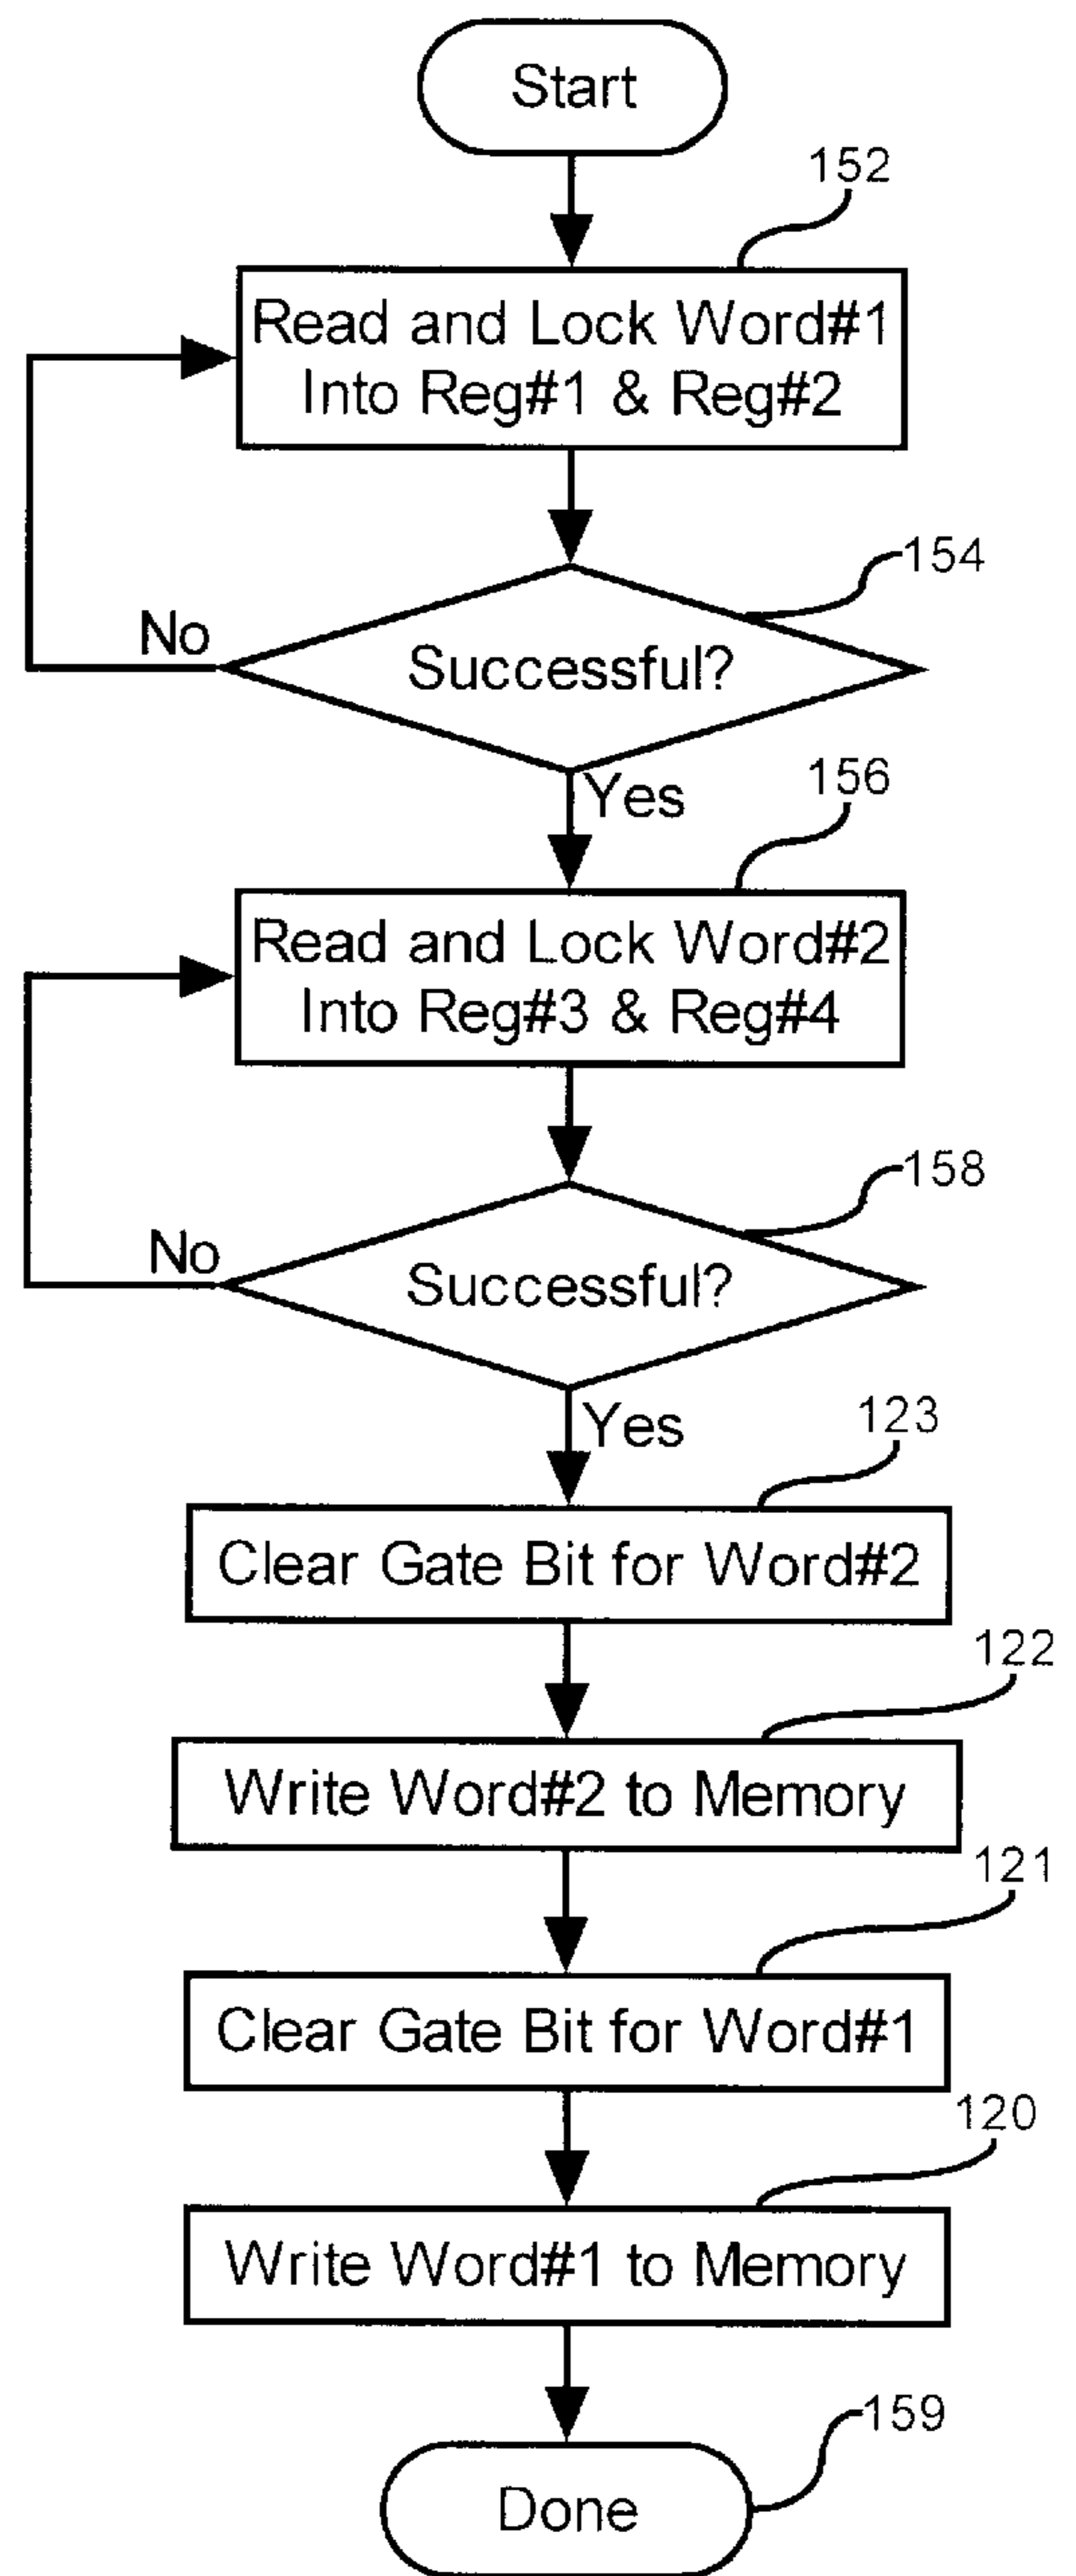 Start
152
Read and Lock Word#1
Into Reg#1 & Reg#2
154
No
Successful?
Yes
156
Read and Lock Word#2
Into Reg#3 & Reg#4
158
No
Successful?
Yes
123
Clear Gate Bit for Word#2
122
Write Word#2 to Memory
121
Clear Gate Bit for Word#1
120
Write Word#1 to Memory
159
Done